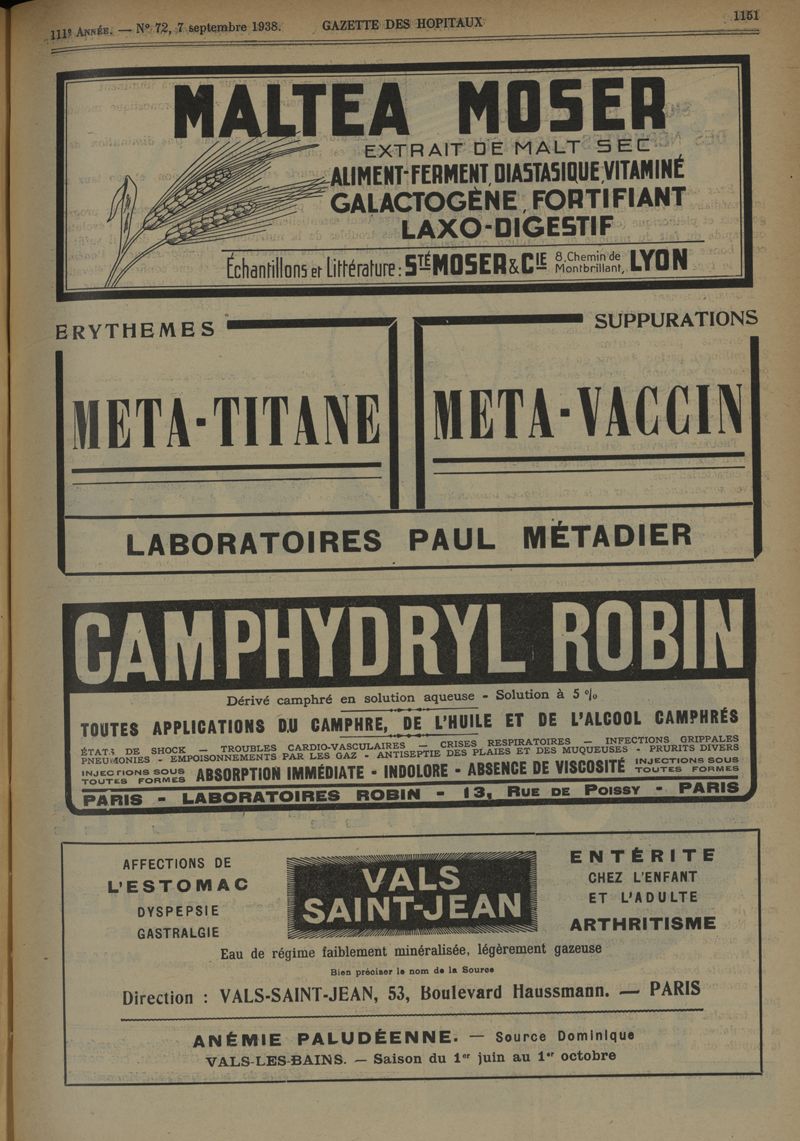 111e ANNÉE. — No 72, 7 septembre 1938. GAZETTE DES HOPITAUX 1151
MALTEA MOSER
EXTRAIT DE MALT SEC
ALIMENT-FERMENT, DIASTASIQUE, VITAMINÉ
GALACTOGÈNE, FORTIFIANT
LAXO-DIGESTIF
Échantillons et Littérature : STÉ MOSER & CIE 8, Chemin de Montbrillant, LYON
ERYTHEMES
META-TITANE
SUPPURATIONS
META-VACCIN
LABORATOIRES PAUL MÉTADIER
CAMPHYDRYL ROBIN
Dérivé camphré en solution aqueuse - Solution à 5 %
TOUTES APPLICATIONS DU CAMPHRE, DE L'HUILE ET DE L'ALCOOL CAMPHRÉS
ÉTATS DE SHOCK — TROUBLES CARDIO-VASCULAIRES — CRISES RESPIRATOIRES — INFECTIONS GRIPPALES
PNEUMONIES - EMPOISONNEMENTS PAR LES GAZ - ANTISEPTIE DES PLAIES ET DES MUQUEUSES - PRURITS DIVERS
INJECTIONS SOUS TOUTES FORMES ABSORPTION IMMÉDIATE - INDOLORE - ABSENCE DE VISCOSITÉ INJECTIONS SOUS TOUTES FORMES
PARIS - LABORATOIRES ROBIN - 13, RUE DE POISSY - PARIS
AFFECTIONS DE
L'ESTOMAC
DYSPEPSIE
GASTRALGIE
VALS
SAINT-JEAN
ENTÉRITE
CHEZ L'ENFANT
ET L'ADULTE
ARTHRITISME
Eau de régime faiblement minéralisée, légèrement gazeuse
Bien préciser le nom de la Source
Direction : VALS-SAINT-JEAN, 53, Boulevard Haussmann. — PARIS
ANÉMIE PALUDÉENNE. — Source Dominique
VALS-LES-BAINS. — Saison du 1er juin au 1er octobre